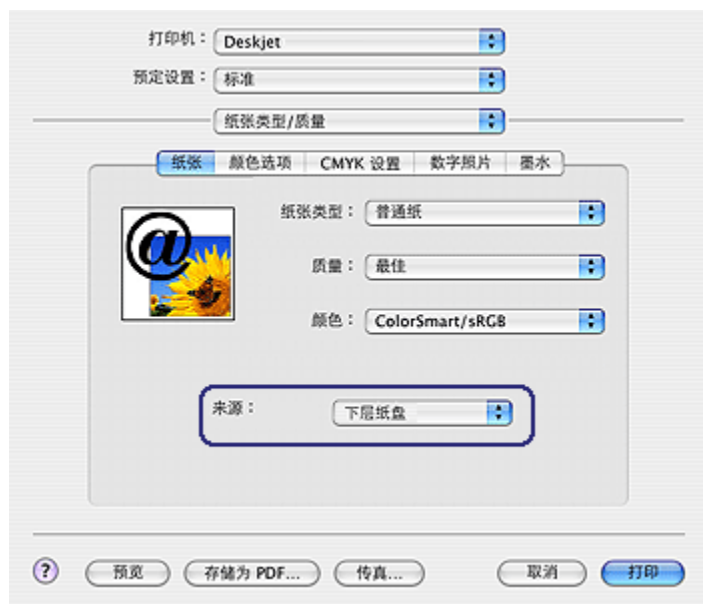 打印机： Deskjet
预定设置： 标准
纸张类型/质量
纸张 颜色选项 CMYK 设置 数字照片 墨水
纸张类型： 普通纸
@
质量： 最佳
颜色： ColorSmart/sRGB
来源： 下层纸盘
? 预览 存储为 PDF... 传真... 取消 打印